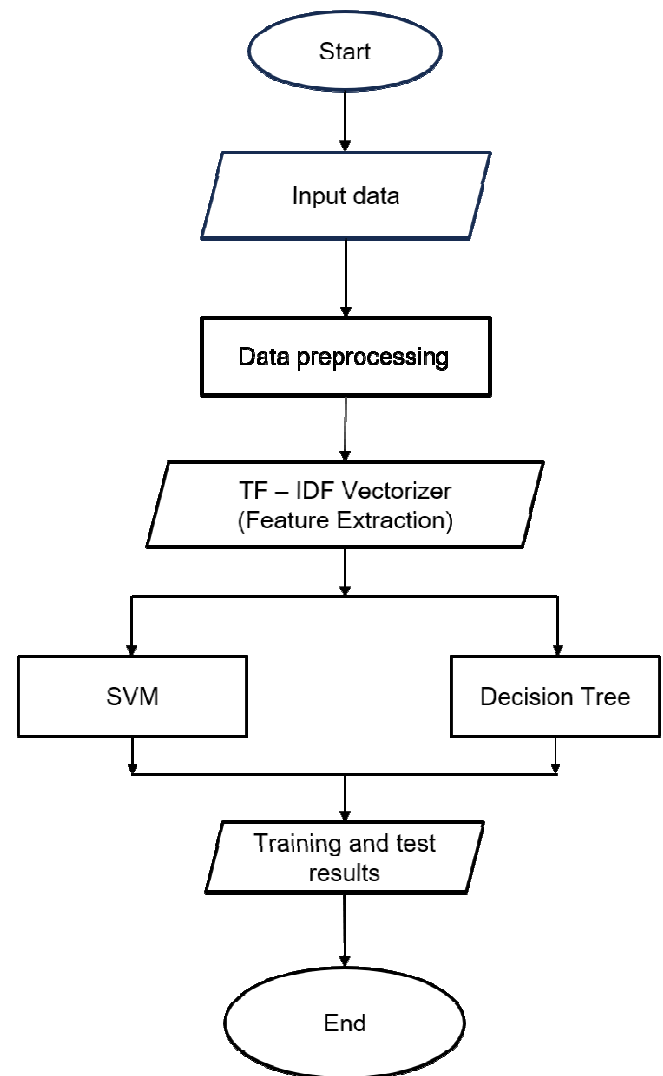 Start
Input data
Data preprocessing
TF – IDF Vectorizer
(Feature Extraction)
SVM
Decision Tree
Training and test
results
End